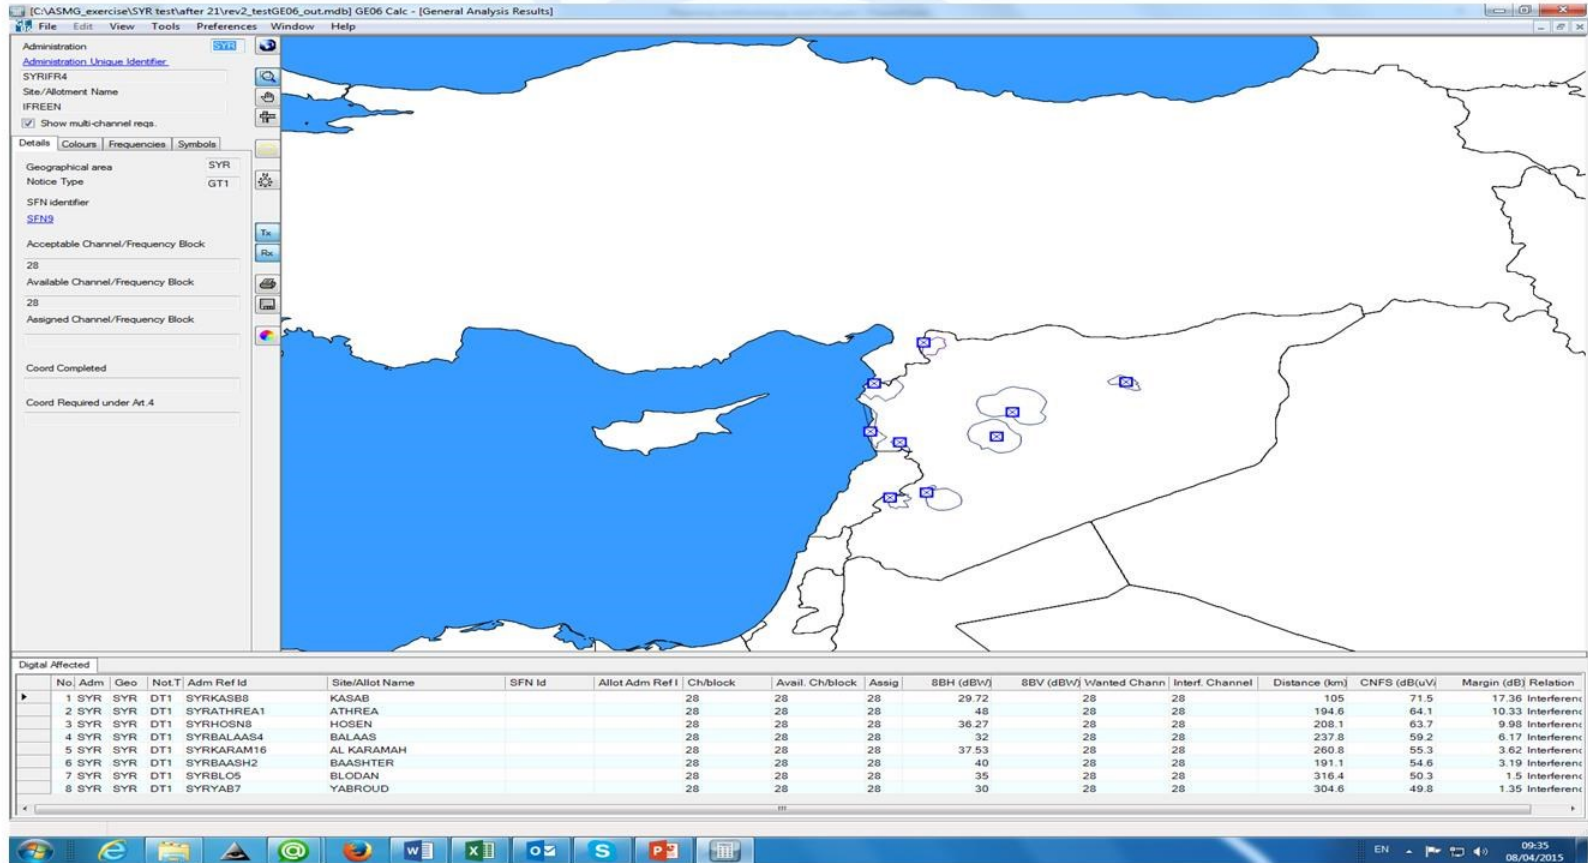 [C:\ASMG_exercise\SYR test\after 21\rev2_testGE06_out.mdb] GE06 Calc - [General Analysis Results]
File Edit View Tools Preferences Window Help
Administration SYR
Administration Unique Identifier
SYRIFR4
Site/Allotment Name
IFREEN
Show multi-channel reqs.
Details Colours Frequencies Symbols
Geographical area SYR
Notice Type GT1
SFN identifier
SFN9
Acceptable Channel/Frequency Block
28
Available Channel/Frequency Block
28
Assigned Channel/Frequency Block
Coord Completed
Coord Required under Art.4
Tx
Rx
Digital Affected
No. Adm Geo Not.T Adm Ref Id Site/Allot Name SFN Id Allot Adm Ref I Ch/block Avail. Ch/block Assig 8BH (dBW) 8BV (dBW) Wanted Chann Interf. Channel Distance (km) CNFS (dB(uV/ Margin (dB) Relation
1 SYR SYR DT1 SYRKASB8 KASAB 28 28 28 29.72 28 28 105 71.5 17.36 Interferenc
2 SYR SYR DT1 SYRATHREA1 ATHREA 28 28 28 48 28 28 194.6 64.1 10.33 Interferenc
3 SYR SYR DT1 SYRHOSN8 HOSEN 28 28 28 36.27 28 28 208.1 63.7 9.98 Interferenc
4 SYR SYR DT1 SYRBALAAS4 BALAAS 28 28 28 32 28 28 237.8 59.2 6.17 Interferenc
5 SYR SYR DT1 SYRKARAM16 AL KARAMAH 28 28 28 37.53 28 28 260.8 55.3 3.62 Interferenc
6 SYR SYR DT1 SYRBAASH2 BAASHTER 28 28 28 40 28 28 191.1 54.6 3.19 Interferenc
7 SYR SYR DT1 SYRBLO5 BLODAN 28 28 28 35 28 28 316.4 50.3 1.5 Interferenc
8 SYR SYR DT1 SYRYAB7 YABROUD 28 28 28 30 28 28 304.6 49.8 1.35 Interferenc
EN 09:35
08/04/2015